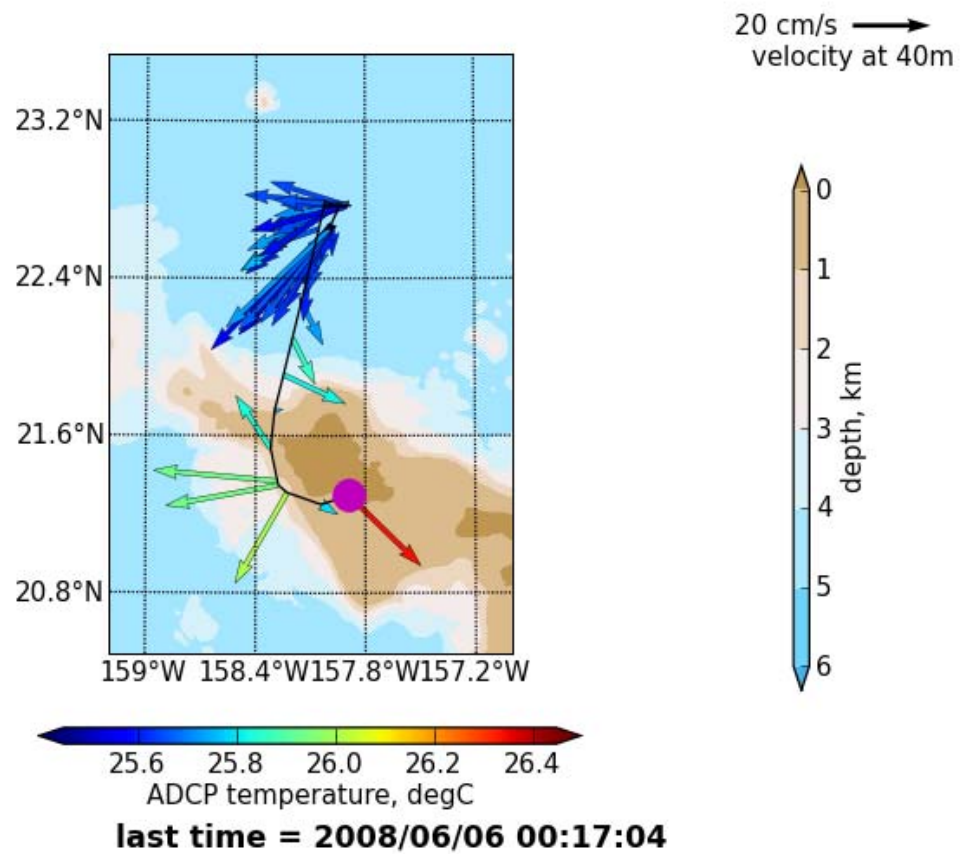 20 cm/s
velocity at 40m
23.2°N
22.4°N
21.6°N
20.8°N
159°W 158.4°W 157.8°W 157.2°W
0
1
2
3
4
5
6
depth, km
25.6 25.8 26.0 26.2 26.4
ADCP temperature, degC
last time = 2008/06/06 00:17:04